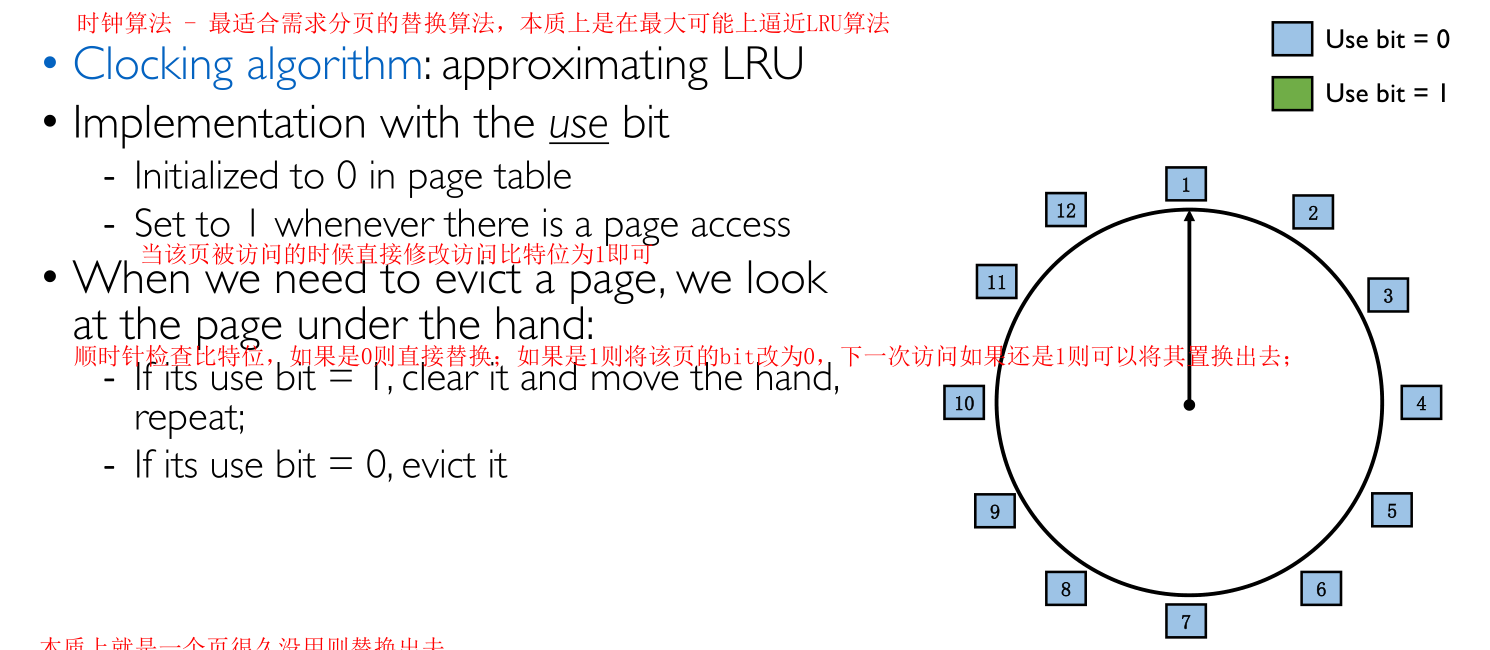 时钟算法 - 最适合需求分页的替换算法，本质上是在最大可能上逼近LRU算法
• Clocking algorithm: approximating LRU
• Implementation with the use bit
- Initialized to 0 in page table
- Set to 1 whenever there is a page access
当该页被访问的时候直接修改访问比特位为1即可
• When we need to evict a page, we look
at the page under the hand:
顺时针检查比特位，如果是0则直接替换；如果是1则将该页的bit改为0，下一次访问如果还是1则可以将其置换出去；
- If its use bit = 1, clear it and move the hand,
repeat;
- If its use bit = 0, evict it
本质上就是一个页很久没用则替换出去
Use bit = 0
Use bit = 1
1
2
3
4
5
6
7
8
9
10
11
12